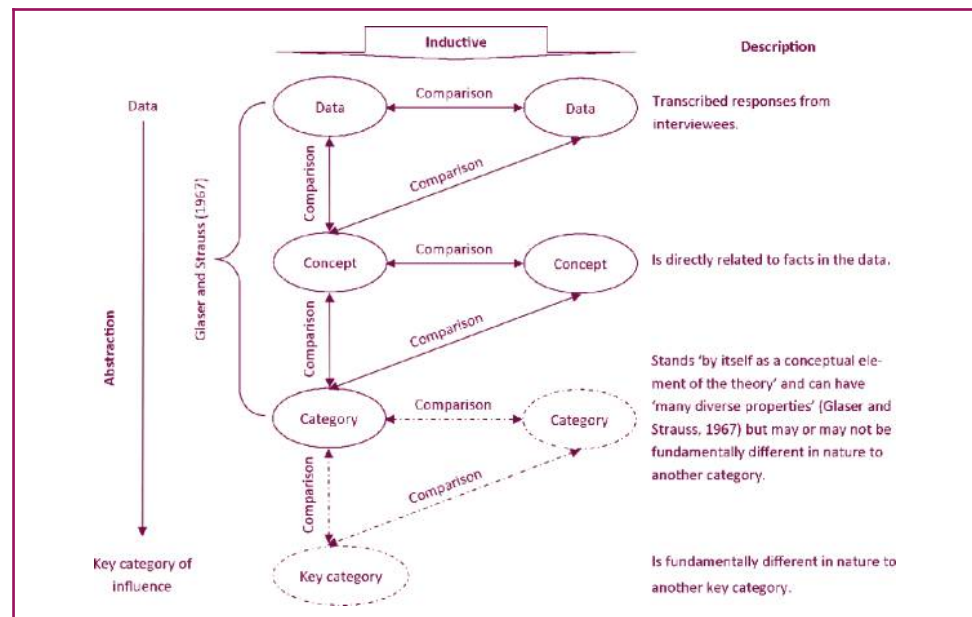 Inductive
Description
Data
Data
Comparison
Data
Transcribed responses from
interviewees.
Glaser and Strauss (1967)
Comparison
Comparison
Concept
Comparison
Concept
Is directly related to facts in the data.
Abstraction
Comparison
Comparison
Category
Comparison
Category
Stands ‘by itself as a conceptual ele-
ment of the theory’ and can have
‘many diverse properties’ (Glaser and
Strauss, 1967) but may or may not be
fundamentally different in nature to
another category.
Comparison
Comparison
Key category of
influence
Key category
Is fundamentally different in nature to
another key category.